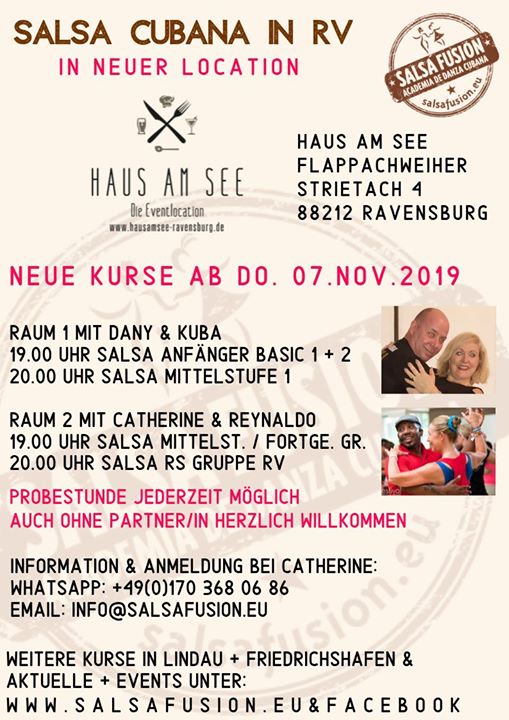 SALSA CUBANA IN RV
IN NEUER LOCATION
SALSA FUSION
ACADEMIA DE DANZA CUBANA
salsafusion.eu
HAUS AM SEE
Die Eventlocation
www.hausamsee-ravensburg.de
HAUS AM SEE
FLAPPACHWEIHER
STRIETACH 4
88212 RAVENSBURG
NEUE KURSE AB DO. 07.NOV.2019
RAUM 1 MIT DANY & KUBA
19.00 UHR SALSA ANFÄNGER BASIC 1 + 2
20.00 UHR SALSA MITTELSTUFE 1
RAUM 2 MIT CATHERINE & REYNALDO
19.00 UHR SALSA MITTELST. / FORTGE. GR.
20.00 UHR SALSA RS GRUPPE RV
PROBESTUNDE JEDERZEIT MÖGLICH
AUCH OHNE PARTNER/IN HERZLICH WILLKOMMEN
INFORMATION & ANMELDUNG BEI CATHERINE:
WHATSAPP: +49(0)170 368 06 86
EMAIL: INFO@SALSAFUSION.EU
WEITERE KURSE IN LINDAU + FRIEDRICHSHAFEN &
AKTUELLE + EVENTS UNTER:
WWW.SALSAFUSION.EU&FACEBOOK